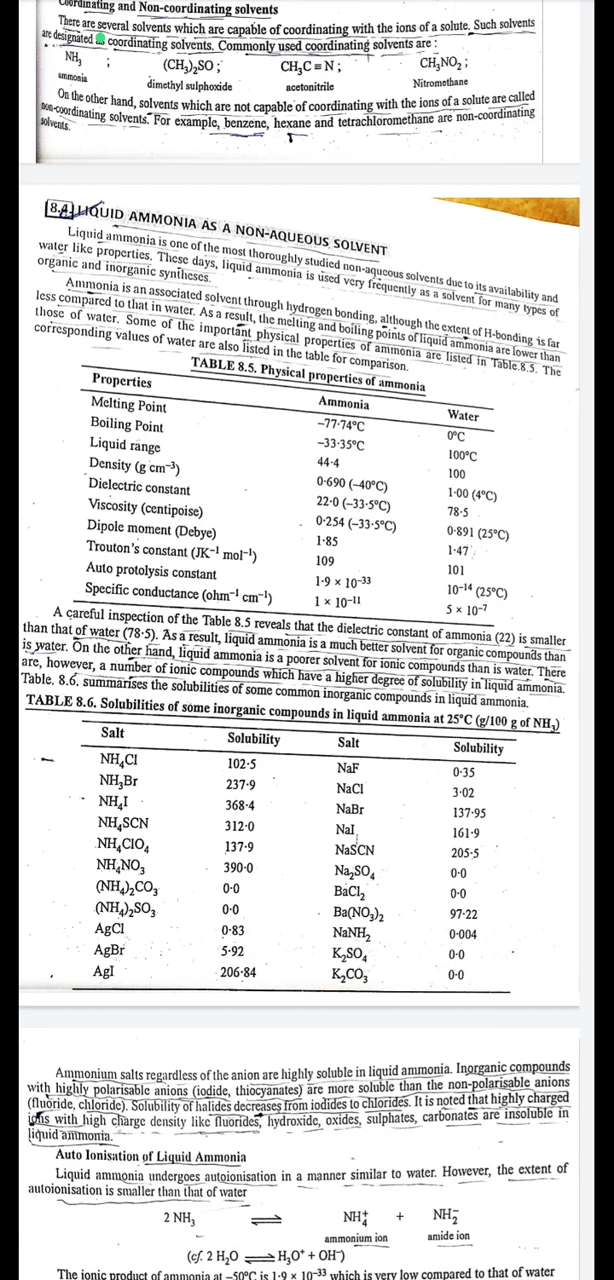 Coordinating and Non-coordinating solvents
There are several solvents which are capable of coordinating with the ions of a solute. Such solvents
are designated as coordinating solvents. Commonly used coordinating solvents are :
NH₃ ; (CH₃)₂SO ; CH₃C≡N ; CH₃NO₂ ;
ammonia dimethyl sulphoxide acetonitrile Nitromethane
On the other hand, solvents which are not capable of coordinating with the ions of a solute are called
non-coordinating solvents. For example, benzene, hexane and tetrachloromethane are non-coordinating
solvents.
8.4 LIQUID AMMONIA AS A NON-AQUEOUS SOLVENT
Liquid ammonia is one of the most thoroughly studied non-aqueous solvents due to its availability and
water like properties. These days, liquid ammonia is used very frequently as a solvent for many types of
organic and inorganic syntheses.
Ammonia is an associated solvent through hydrogen bonding, although the extent of H-bonding is far
less compared to that in water. As a result, the melting and boiling points of liquid ammonia are lower than
those of water. Some of the important physical properties of ammonia are listed in Table.8.5. The
corresponding values of water are also listed in the table for comparison.
TABLE 8.5. Physical properties of ammonia
Properties Ammonia Water
Melting Point –77·74°C 0°C
Boiling Point –33·35°C 100°C
Liquid range 44·4 100
Density (g cm⁻³) 0·690 (–40°C) 1·00 (4°C)
Dielectric constant 22·0 (–33·5°C) 78·5
Viscosity (centipoise) 0·254 (–33·5°C) 0·891 (25°C)
Dipole moment (Debye) 1·85 1·47
Trouton's constant (JK⁻¹ mol⁻¹) 109 101
Auto protolysis constant 1·9 × 10⁻³³ 10⁻¹⁴ (25°C)
Specific conductance (ohm⁻¹ cm⁻¹) 1 × 10⁻¹¹ 5 × 10⁻⁷
A careful inspection of the Table 8.5 reveals that the dielectric constant of ammonia (22) is smaller
than that of water (78·5). As a result, liquid ammonia is a much better solvent for organic compounds than
is water. On the other hand, liquid ammonia is a poorer solvent for ionic compounds than is water. There
are, however, a number of ionic compounds which have a higher degree of solubility in liquid ammonia.
Table. 8.6. summarises the solubilities of some common inorganic compounds in liquid ammonia.
TABLE 8.6. Solubilities of some inorganic compounds in liquid ammonia at 25°C (g/100 g of NH₃)
Salt Solubility Salt Solubility
NH₄Cl 102·5 NaF 0·35
NH₃Br 237·9 NaCl 3·02
NH₄I 368·4 NaBr 137·95
NH₄SCN 312·0 NaI 161·9
NH₄ClO₄ 137·9 NaSCN 205·5
NH₄NO₃ 390·0 Na₂SO₄ 0·0
(NH₄)₂CO₃ 0·0 BaCl₂ 0·0
(NH₄)₂SO₃ 0·0 Ba(NO₃)₂ 97·22
AgCl 0·83 NaNH₂ 0·004
AgBr 5·92 K₂SO₄ 0·0
AgI 206·84 K₂CO₃ 0·0
Ammonium salts regardless of the anion are highly soluble in liquid ammonia. Inorganic compounds
with highly polarisable anions (iodide, thiocyanates) are more soluble than the non-polarisable anions
(fluoride, chloride). Solubility of halides decreases from iodides to chlorides. It is noted that highly charged
ions with high charge density like fluorides, hydroxide, oxides, sulphates, carbonates are insoluble in
liquid ammonia.
Auto Ionisation of Liquid Ammonia
Liquid ammonia undergoes autoionisation in a manner similar to water. However, the extent of
autoionisation is smaller than that of water
2 NH₃ ⇌ NH₄⁺ + NH₂⁻
ammonium ion amide ion
(cf. 2 H₂O ⇌ H₃O⁺ + OH⁻)
The ionic product of ammonia at –50°C is 1·9 × 10⁻³³ which is very low compared to that of water